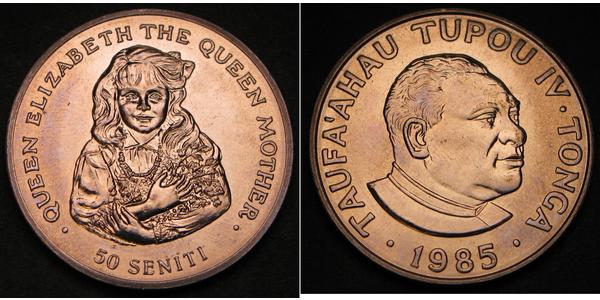 · QUEEN ELIZABETH THE QUEEN MOTHER ·
50 SENITI
TAUFA'AHAU TUPOU IV · TONGA
· 1985 ·